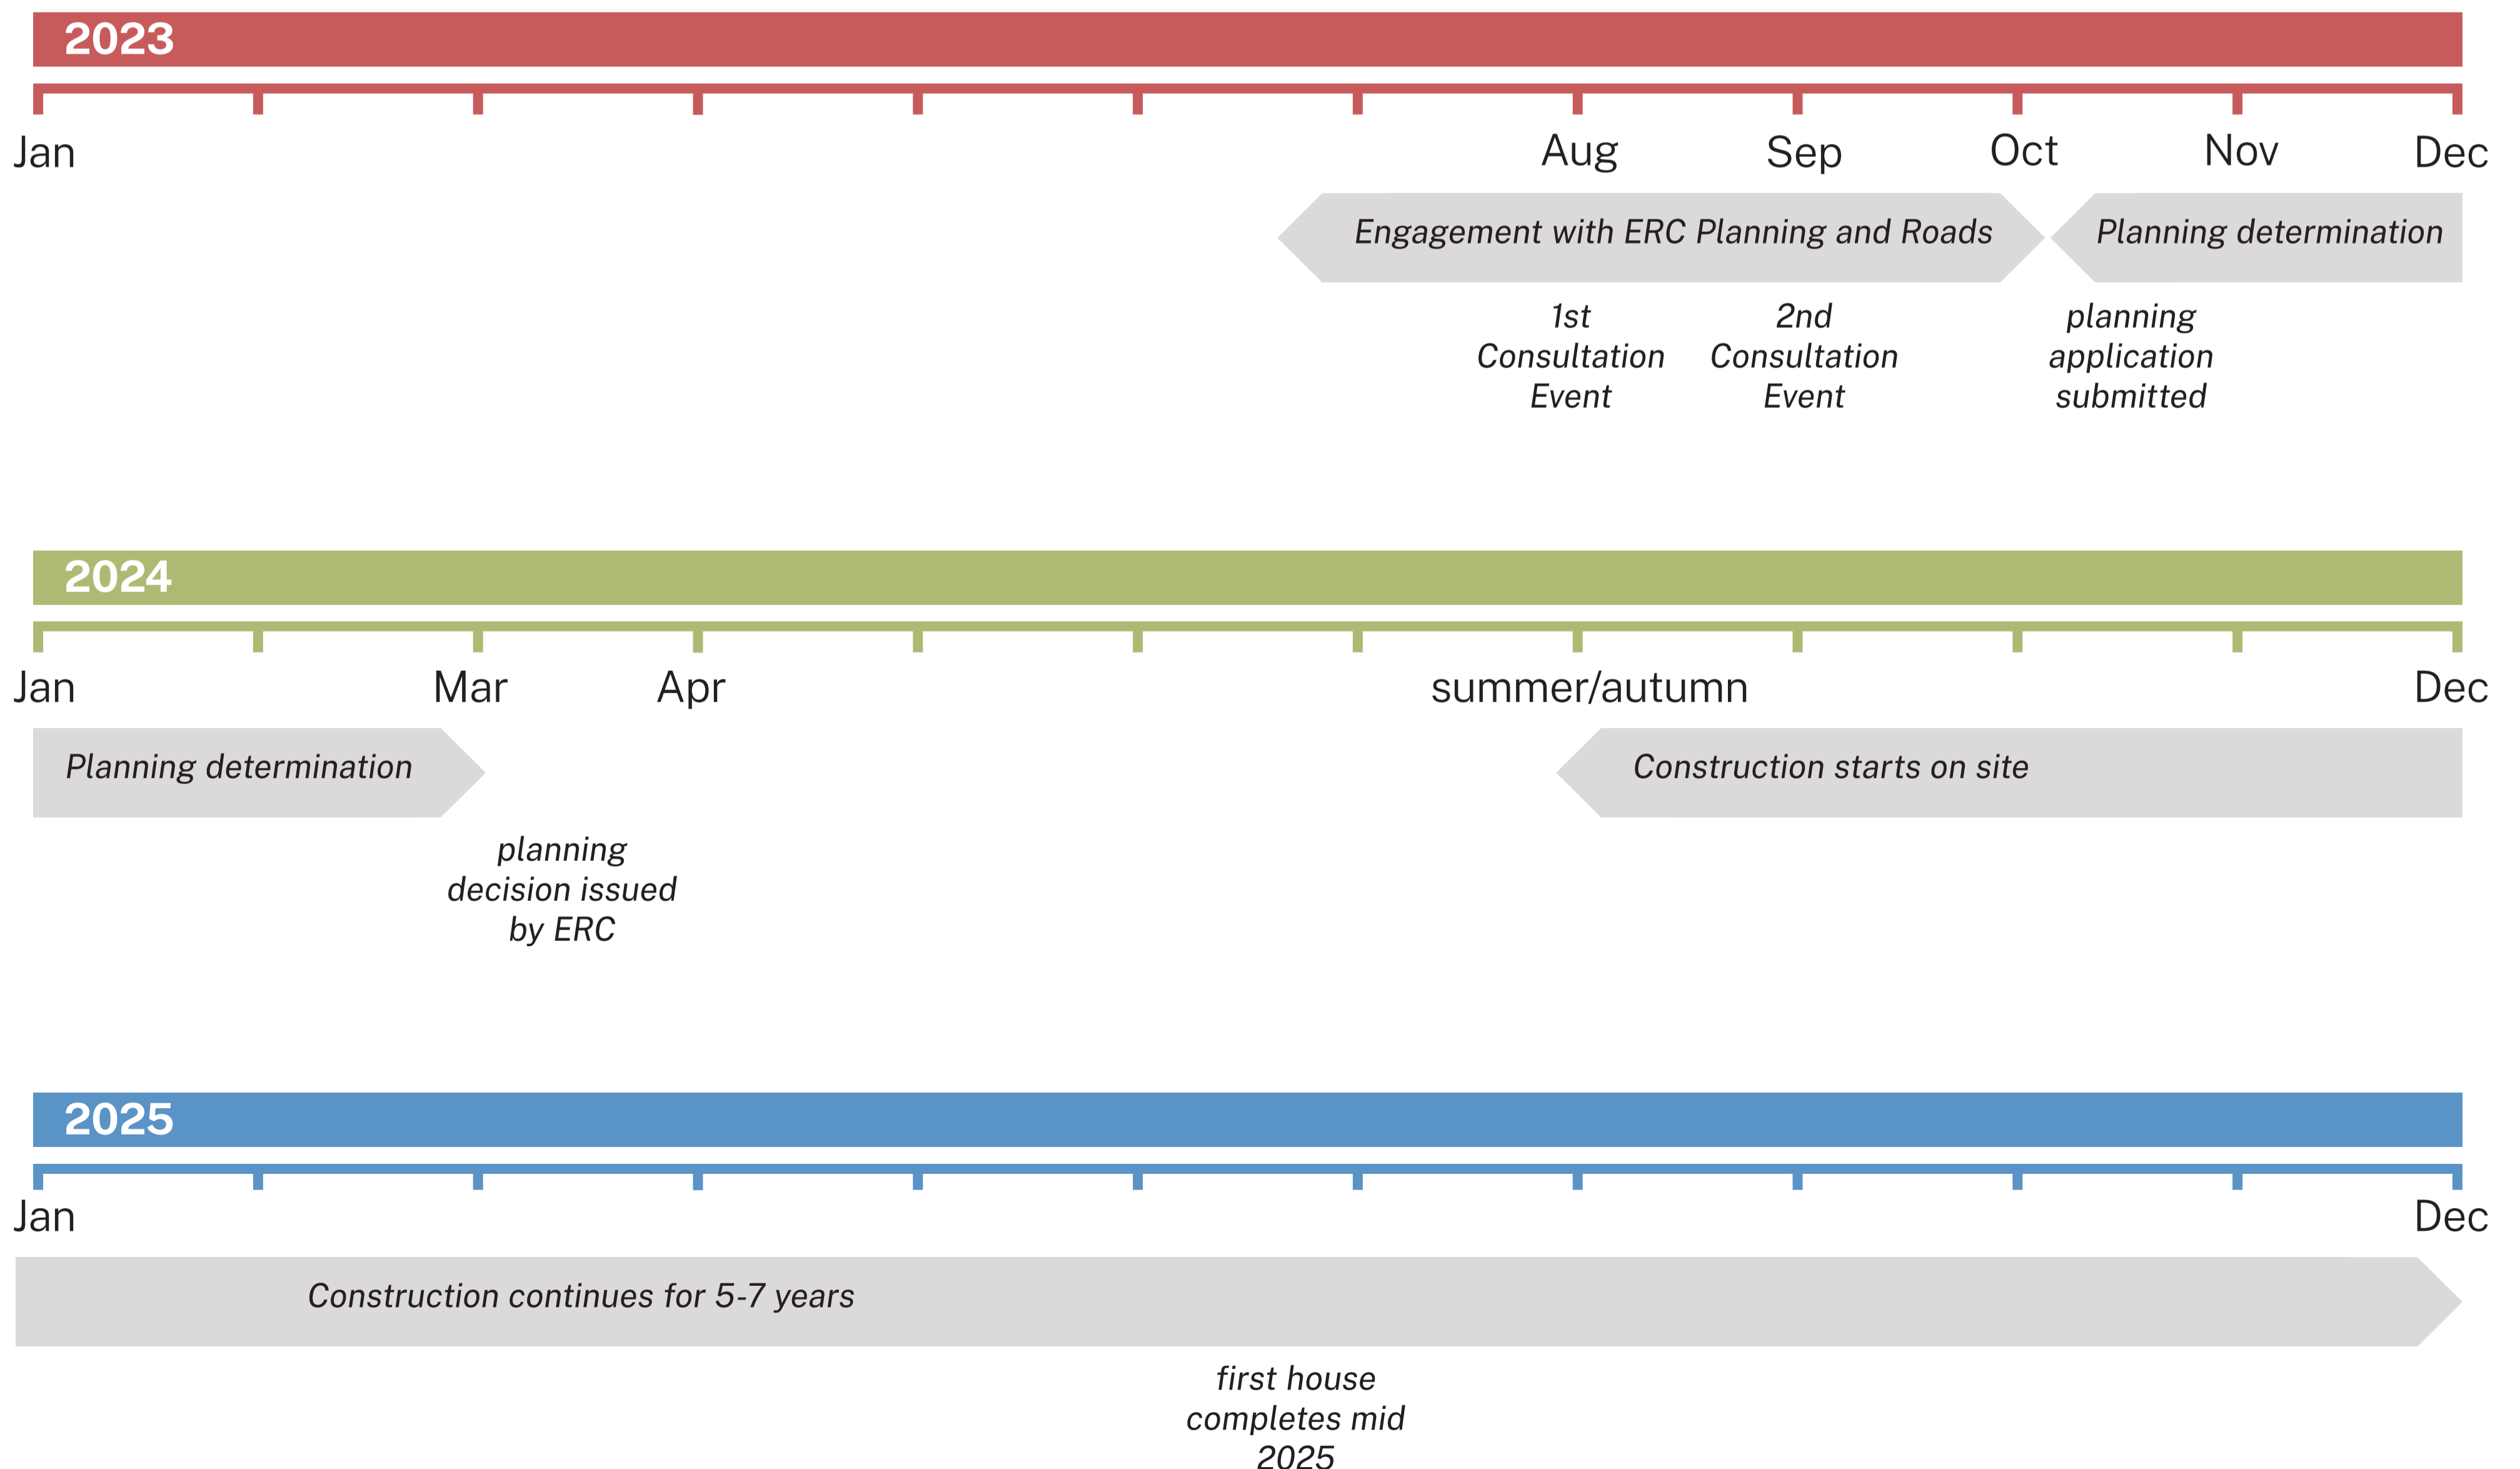 2023
Jan Aug Sep Oct Nov Dec
Engagement with ERC Planning and Roads
Planning determination
1st
Consultation
Event
2nd
Consultation
Event
planning
application
submitted
2024
Jan Mar Apr summer/autumn Dec
Planning determination
Construction starts on site
planning
decision issued
by ERC
2025
Jan Dec
Construction continues for 5-7 years
first house
completes mid
2025